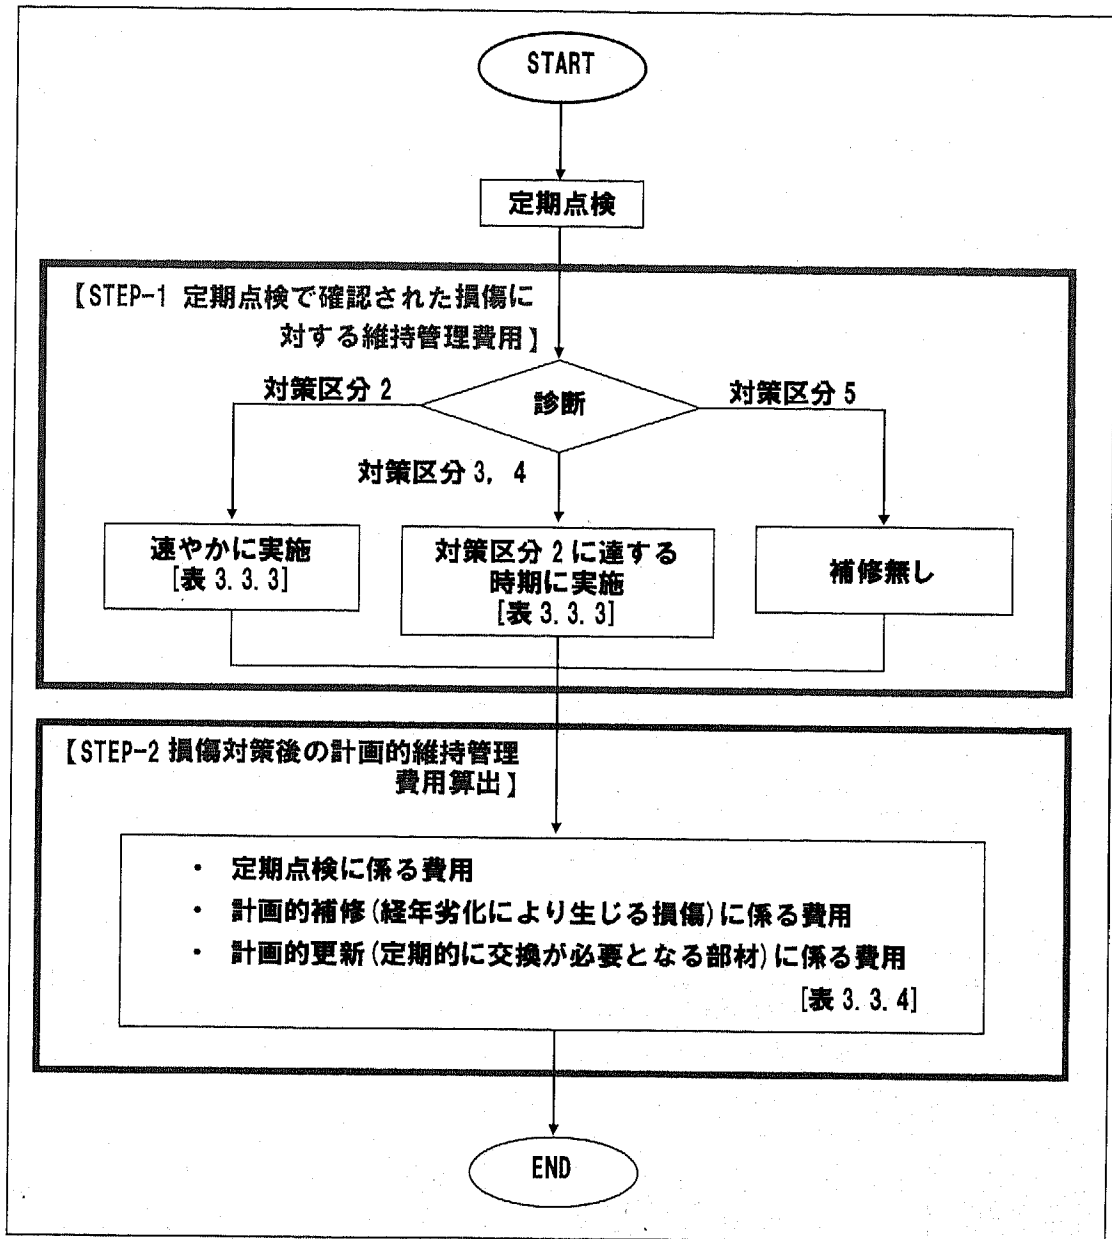 START
定期点検
【STEP-1 定期点検で確認された損傷に
対する維持管理費用】
対策区分 2
診断
対策区分 5
対策区分 3, 4
速やかに実施
[表 3.3.3]
対策区分 2 に達する
時期に実施
[表 3.3.3]
補修無し
【STEP-2 損傷対策後の計画的維持管理
費用算出】
・ 定期点検に係る費用
・ 計画的補修(経年劣化により生じる損傷)に係る費用
・ 計画的更新(定期的に交換が必要となる部材)に係る費用
[表 3.3.4]
END